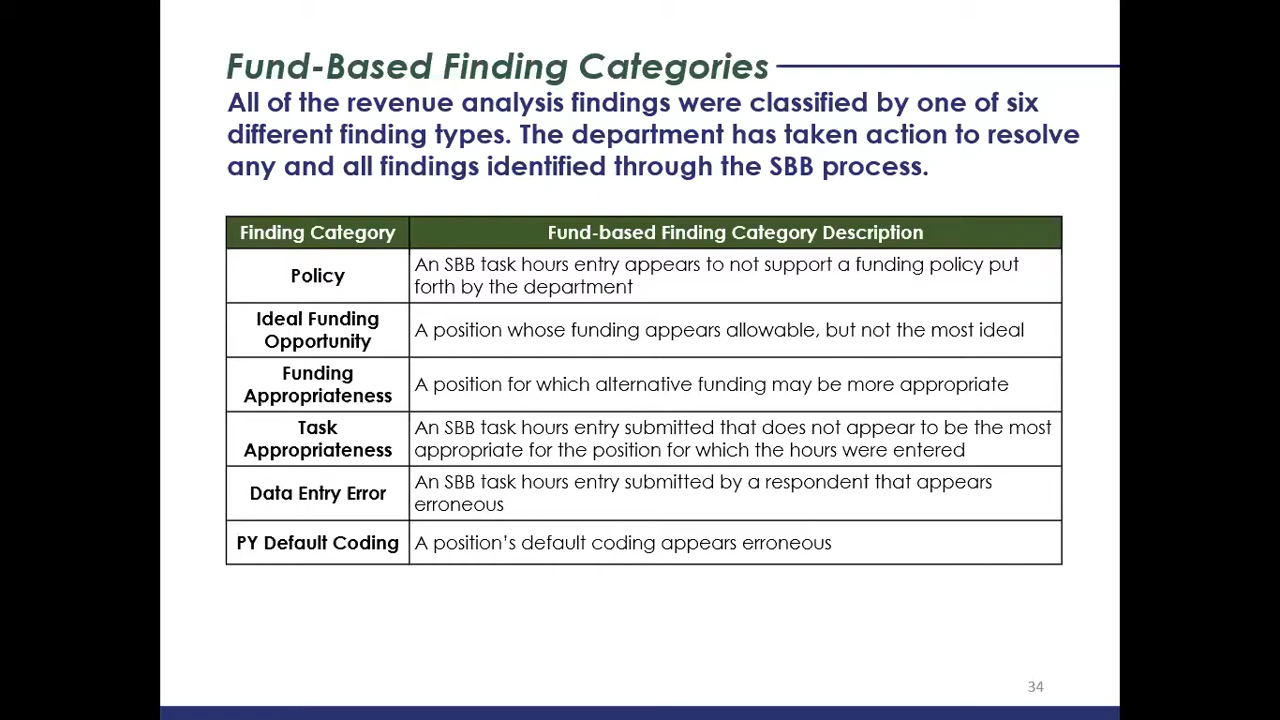 Fund-Based Finding Categories
All of the revenue analysis findings were classified by one of six
different finding types. The department has taken action to resolve
any and all findings identified through the SBB process.
Finding Category Fund-based Finding Category Description
Policy
An SBB task hours entry appears to not support a funding policy put
forth by the department
Ideal Funding
Opportunity
A position whose funding appears allowable, but not the most ideal
Funding
Appropriateness
A position for which alternative funding may be more appropriate
Task
Appropriateness
An SBB task hours entry submitted that does not appear to be the most
appropriate for the position for which the hours were entered
Data Entry Error
An SBB task hours entry submitted by a respondent that appears
erroneous
PY Default Coding
A position’s default coding appears erroneous
34